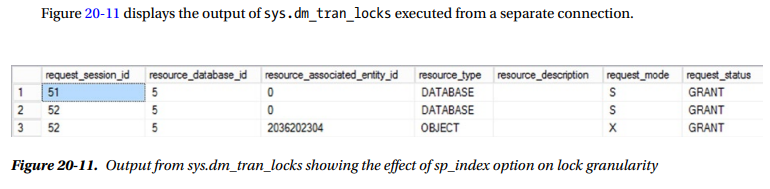 Figure 20-11 displays the output of sys.dm_tran_locks executed from a separate connection.
request_session_id resource_database_id resource_associated_entity_id resource_type resource_description request_mode request_status
1 51 5 0 DATABASE S GRANT
2 52 5 0 DATABASE S GRANT
3 52 5 2036202304 OBJECT X GRANT
Figure 20-11. Output from sys.dm_tran_locks showing the effect of sp_index option on lock granularity